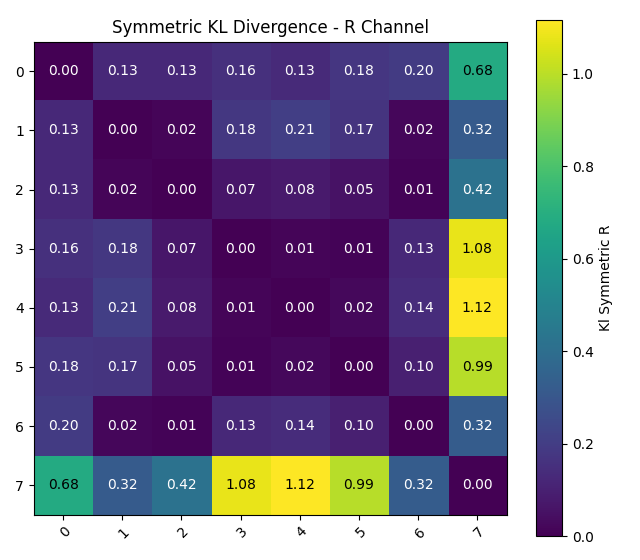 Symmetric KL Divergence - R Channel
0 0.00 0.13 0.13 0.16 0.13 0.18 0.20 0.68
1 0.13 0.00 0.02 0.18 0.21 0.17 0.02 0.32
2 0.13 0.02 0.00 0.07 0.08 0.05 0.01 0.42
3 0.16 0.18 0.07 0.00 0.01 0.01 0.13 1.08
4 0.13 0.21 0.08 0.01 0.00 0.02 0.14 1.12
5 0.18 0.17 0.05 0.01 0.02 0.00 0.10 0.99
6 0.20 0.02 0.01 0.13 0.14 0.10 0.00 0.32
7 0.68 0.32 0.42 1.08 1.12 0.99 0.32 0.00
0 1 2 3 4 5 6 7
1.0
0.8
0.6
0.4
0.2
0.0
Kl Symmetric R